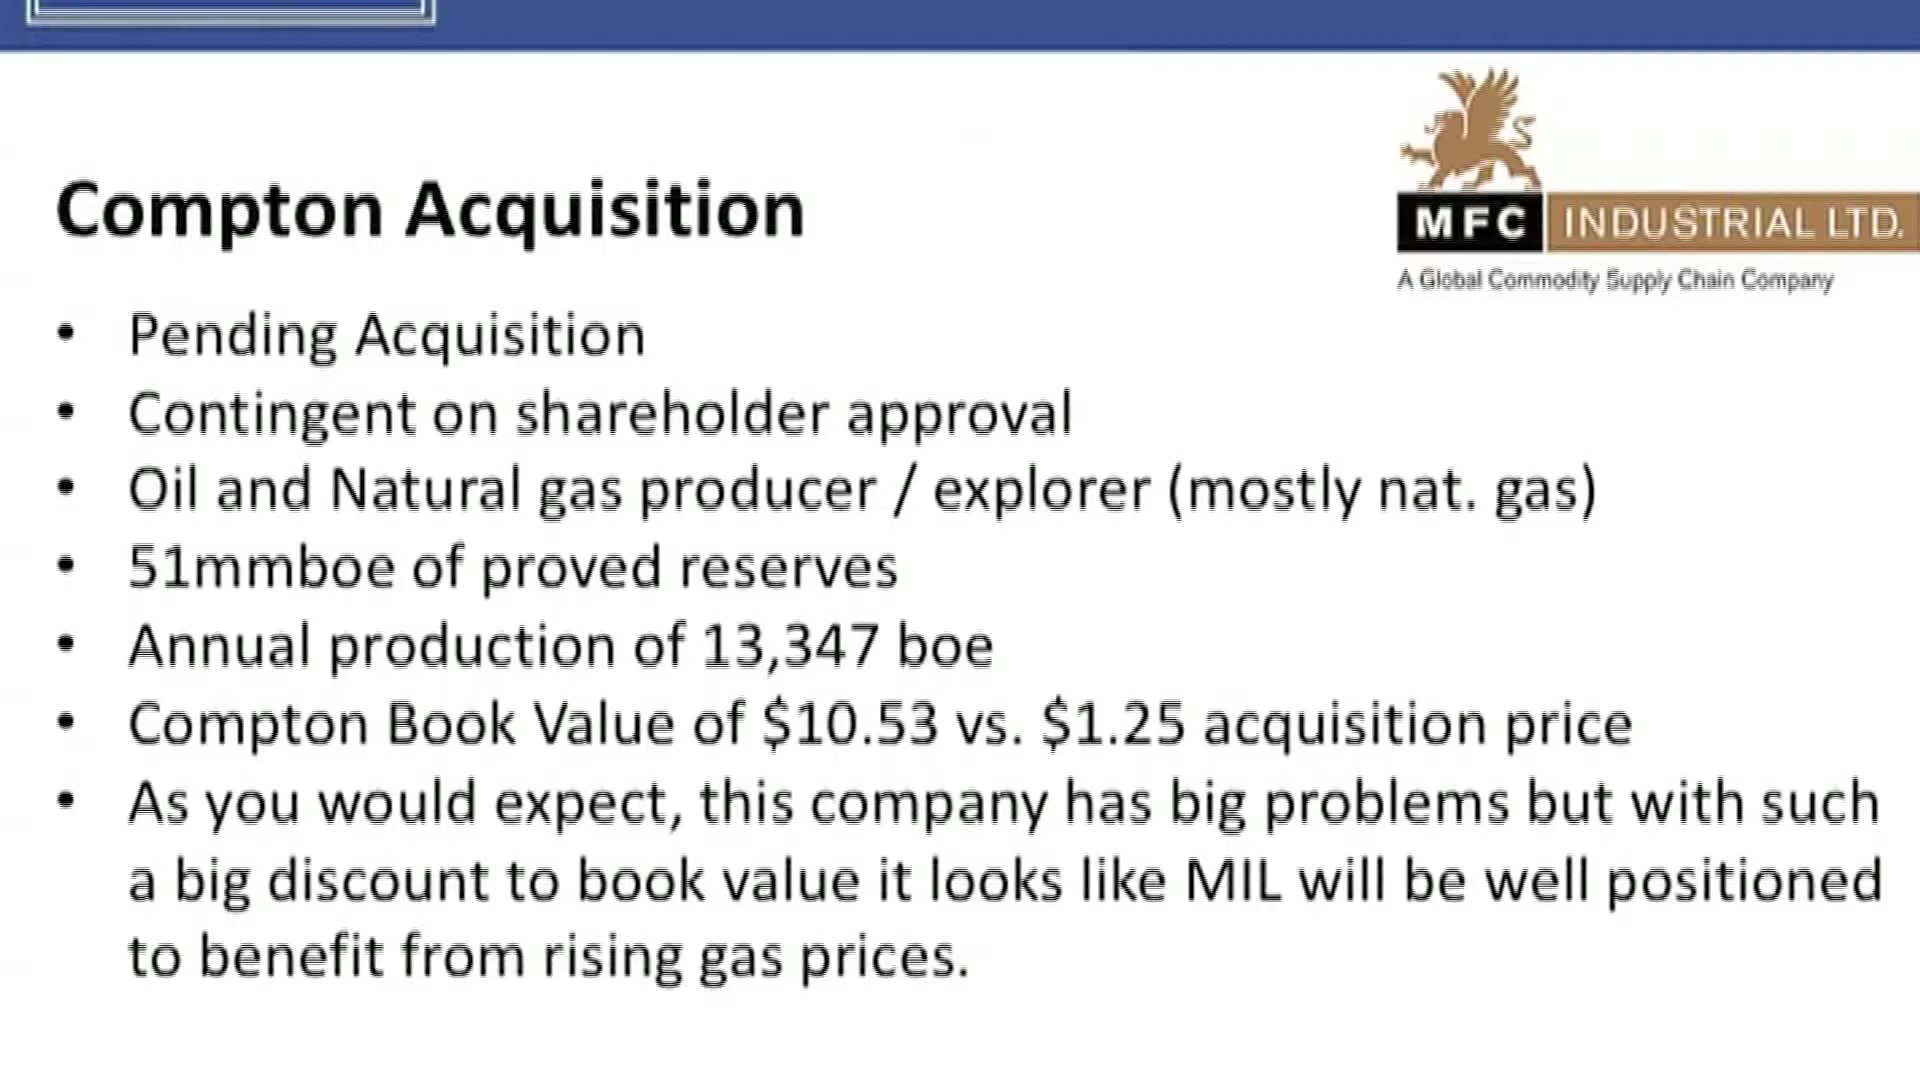 MFC INDUSTRIAL LTD.
A Global Commodity Supply Chain Company
Compton Acquisition
• Pending Acquisition
• Contingent on shareholder approval
• Oil and Natural gas producer / explorer (mostly nat. gas)
• 51mmboe of proved reserves
• Annual production of 13,347 boe
• Compton Book Value of $10.53 vs. $1.25 acquisition price
• As you would expect, this company has big problems but with such
a big discount to book value it looks like MIL will be well positioned
to benefit from rising gas prices.